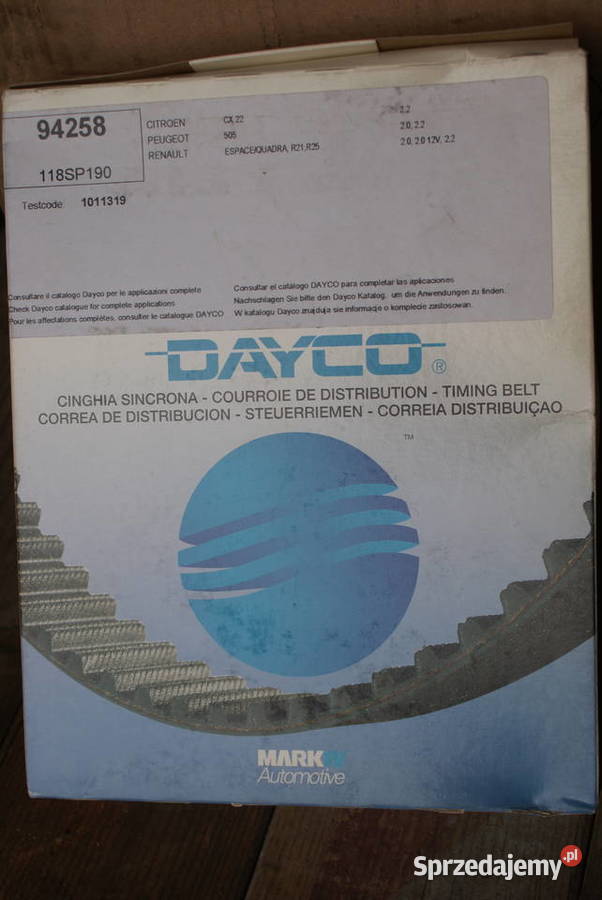 94258
118SP190
Testcode: 1011319
CITROEN CX 22 2.2
PEUGEOT 505 2.0, 2.2
RENAULT ESPACE/QUADRA, R21,R25 2.0, 2.0 12V, 2.2
Consultare il catalogo Dayco per le applicazioni complete
Check Dayco catalogue for complete applications
Pour les affectations complètes, consulter le catalogue DAYCO
Consultar el catálogo DAYCO para completar las aplicaciones
Nachschlagen Sie bitte den Dayco Katalog, um die Anwendungen zu finden.
W katalogu Dayco znajduja sie informacje o komplecie zastosowan.
DAYCO®
CINGHIA SINCRONA - COURROIE DE DISTRIBUTION - TIMING BELT
CORREA DE DISTRIBUCION - STEUERRIEMEN - CORREIA DISTRIBUIÇAO
TM
MARK IV
Automotive
Sprzedajemy.pl